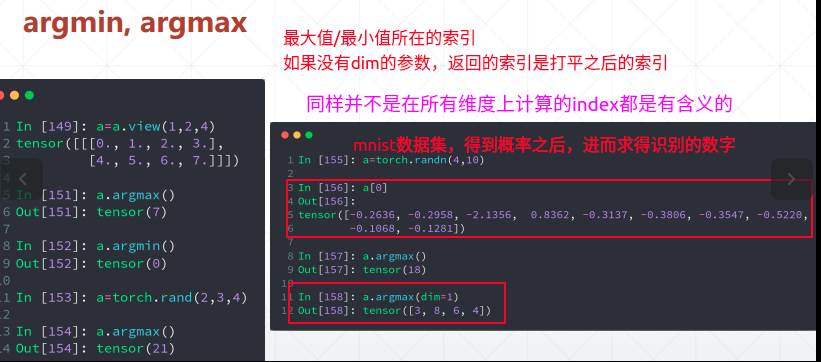 argmin, argmax
最大值/最小值所在的索引
如果没有dim的参数，返回的索引是打平之后的索引
同样并不是在所有维度上计算的index都是有含义的
1 In [149]: a=a.view(1,2,4)
2 tensor([[[0., 1., 2., 3.],
3 [4., 5., 6., 7.]]])
4
5 In [151]: a.argmax()
6 Out[151]: tensor(7)
7
8 In [152]: a.argmin()
9 Out[152]: tensor(0)
10
11 In [153]: a=torch.rand(2,3,4)
12
13 In [154]: a.argmax()
14 Out[154]: tensor(21)
mnist数据集，得到概率之后，进而求得识别的数字
1 In [155]: a=torch.randn(4,10)
2
3 In [156]: a[0]
4 Out[156]:
5 tensor([-0.2636, -0.2958, -2.1356, 0.8362, -0.3137, -0.3806, -0.3547, -0.5220,
6 -0.1068, -0.1281])
7
8 In [157]: a.argmax()
9 Out[157]: tensor(18)
10
11 In [158]: a.argmax(dim=1)
12 Out[158]: tensor([3, 8, 6, 4])